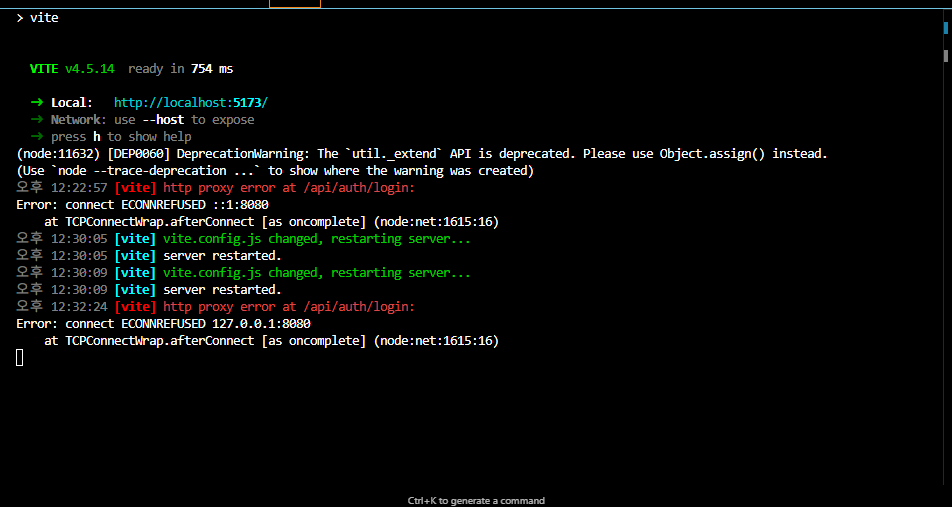 > vite
VITE v4.5.14 ready in 754 ms
➜ Local: http://localhost:5173/
➜ Network: use --host to expose
➜ press h to show help
(node:11632) [DEP0060] DeprecationWarning: The `util._extend` API is deprecated. Please use Object.assign() instead.
(Use `node --trace-deprecation ...` to show where the warning was created)
오후 12:22:57 [vite] http proxy error at /api/auth/login:
Error: connect ECONNREFUSED ::1:8080
    at TCPConnectWrap.afterConnect [as oncomplete] (node:net:1615:16)
오후 12:30:05 [vite] vite.config.js changed, restarting server...
오후 12:30:05 [vite] server restarted.
오후 12:30:09 [vite] vite.config.js changed, restarting server...
오후 12:30:09 [vite] server restarted.
오후 12:32:24 [vite] http proxy error at /api/auth/login:
Error: connect ECONNREFUSED 127.0.0.1:8080
    at TCPConnectWrap.afterConnect [as oncomplete] (node:net:1615:16)
Ctrl+K to generate a command